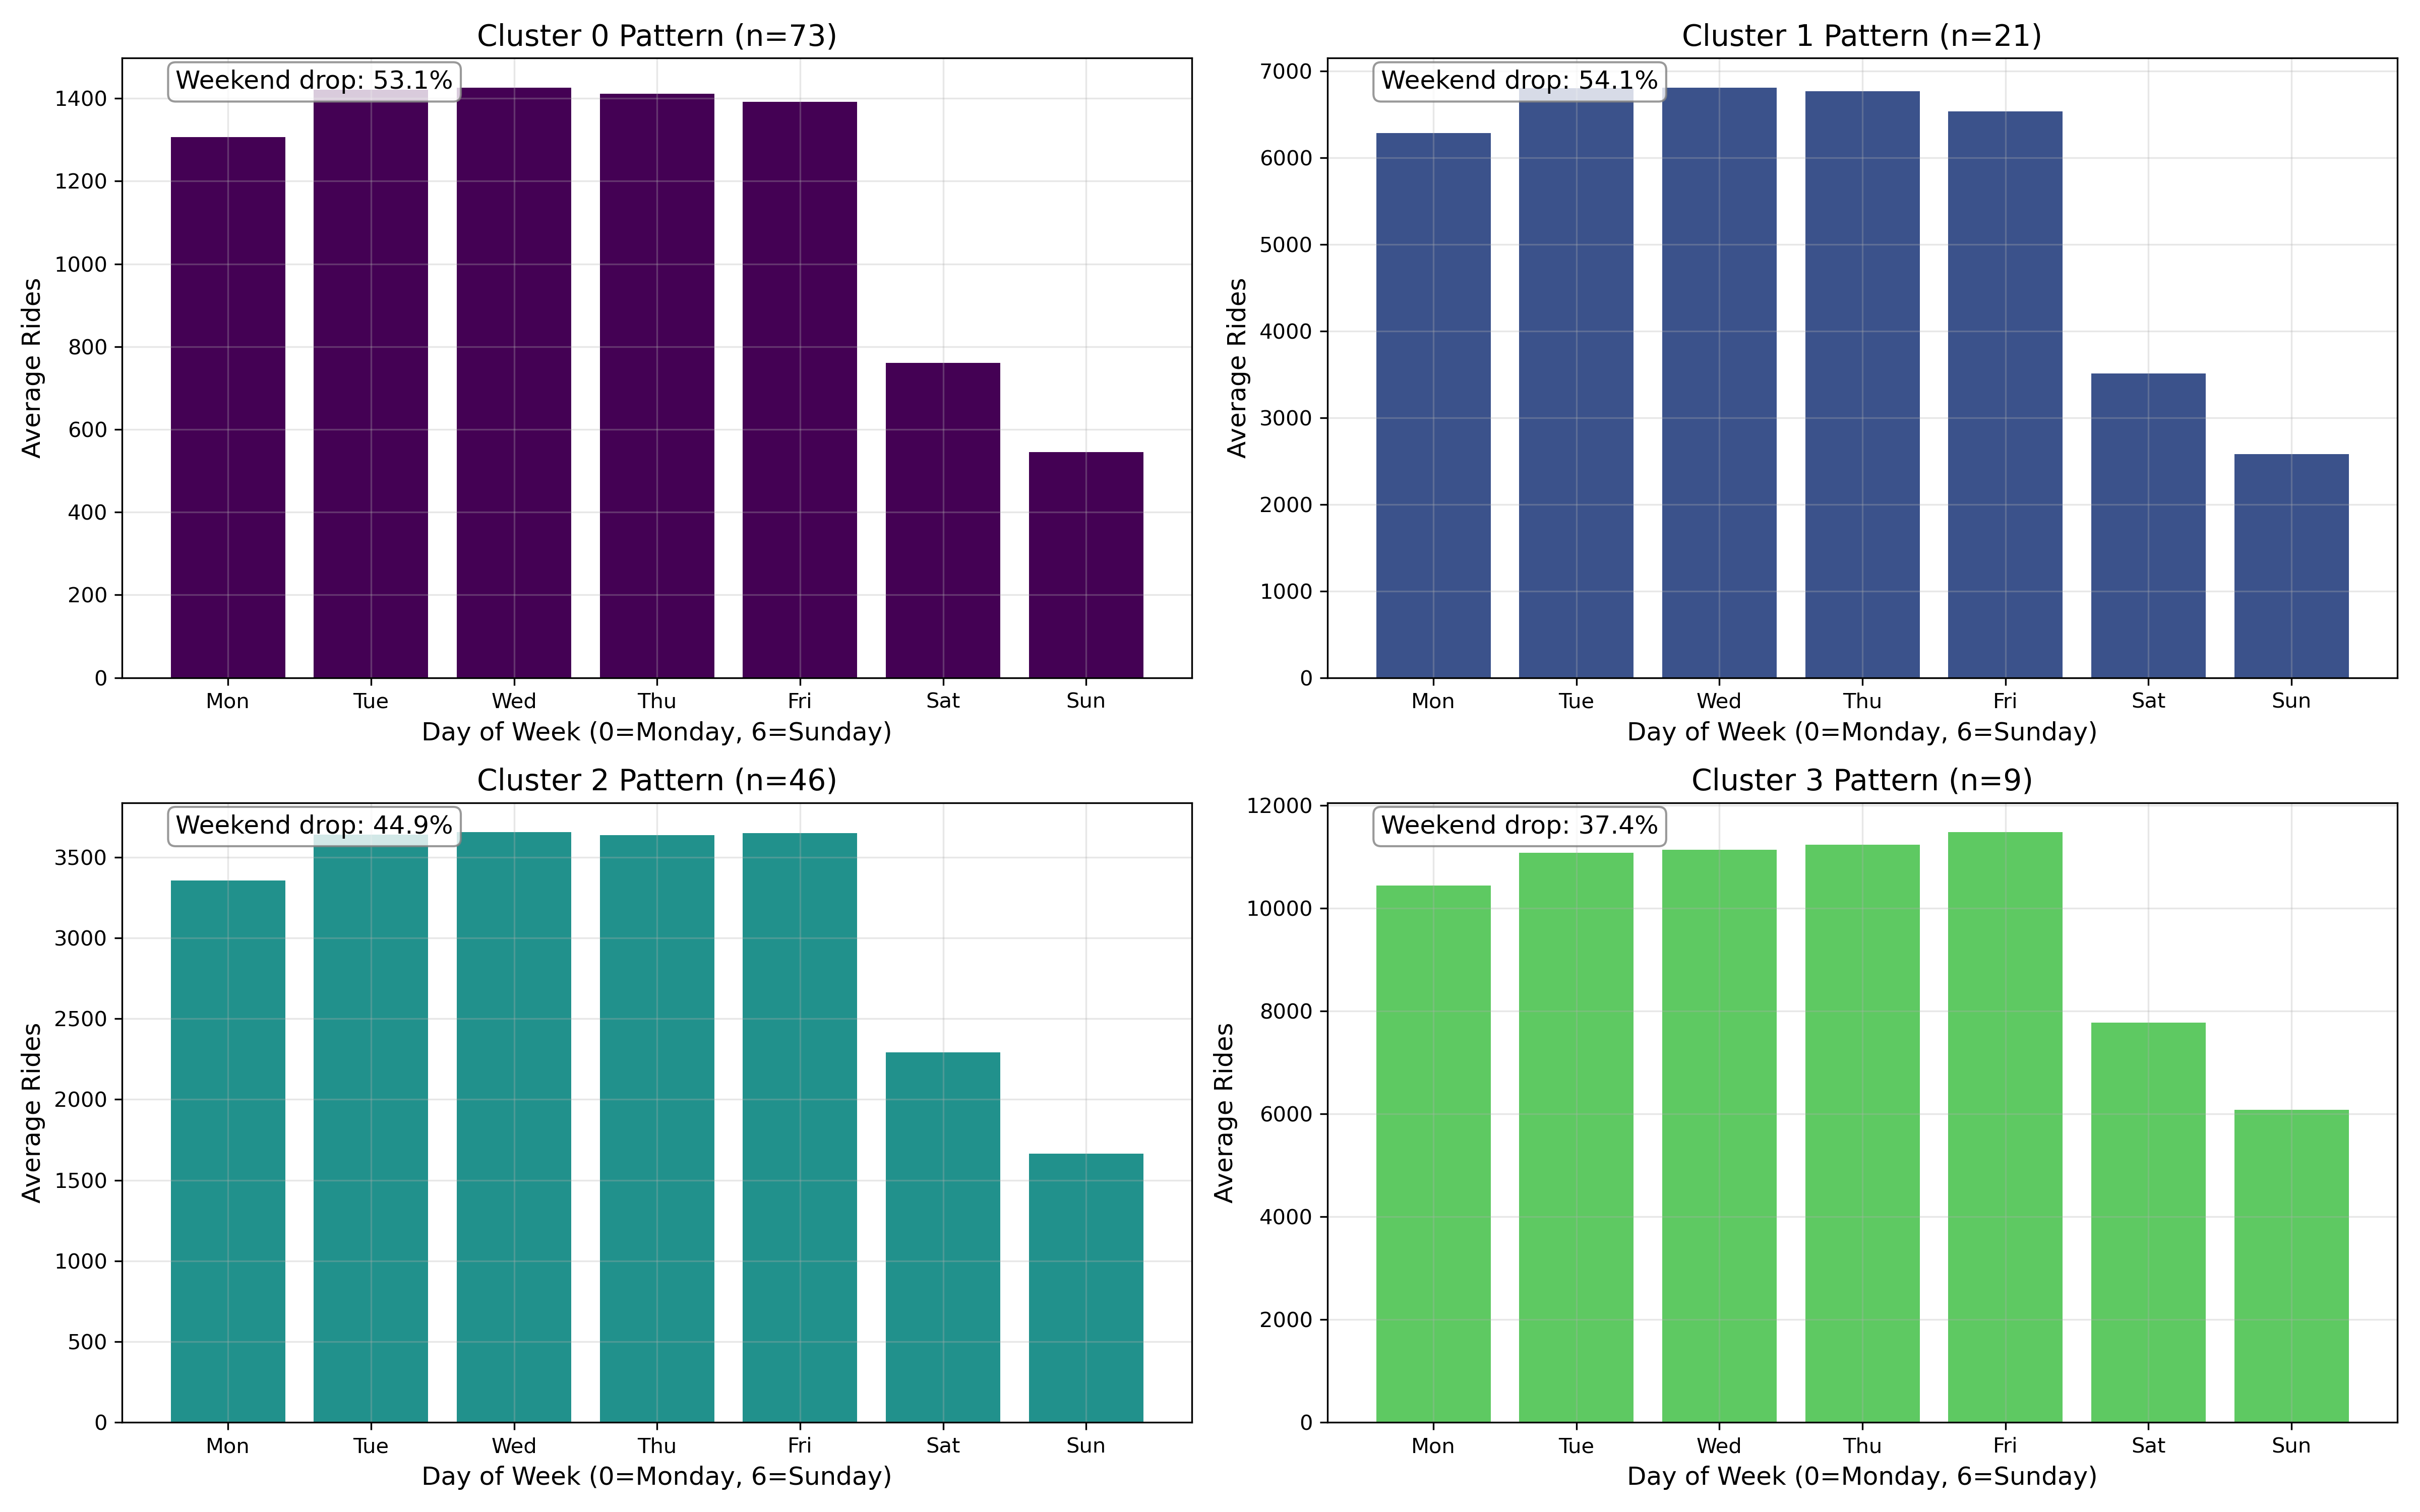 Cluster 0 Pattern (n=73)
Weekend drop: 53.1%
Average Rides
1400
1200
1000
800
600
400
200
0
Mon Tue Wed Thu Fri Sat Sun
Day of Week (0=Monday, 6=Sunday)
Cluster 1 Pattern (n=21)
Weekend drop: 54.1%
Average Rides
7000
6000
5000
4000
3000
2000
1000
0
Mon Tue Wed Thu Fri Sat Sun
Day of Week (0=Monday, 6=Sunday)
Cluster 2 Pattern (n=46)
Weekend drop: 44.9%
Average Rides
3500
3000
2500
2000
1500
1000
500
0
Mon Tue Wed Thu Fri Sat Sun
Day of Week (0=Monday, 6=Sunday)
Cluster 3 Pattern (n=9)
Weekend drop: 37.4%
Average Rides
12000
10000
8000
6000
4000
2000
0
Mon Tue Wed Thu Fri Sat Sun
Day of Week (0=Monday, 6=Sunday)